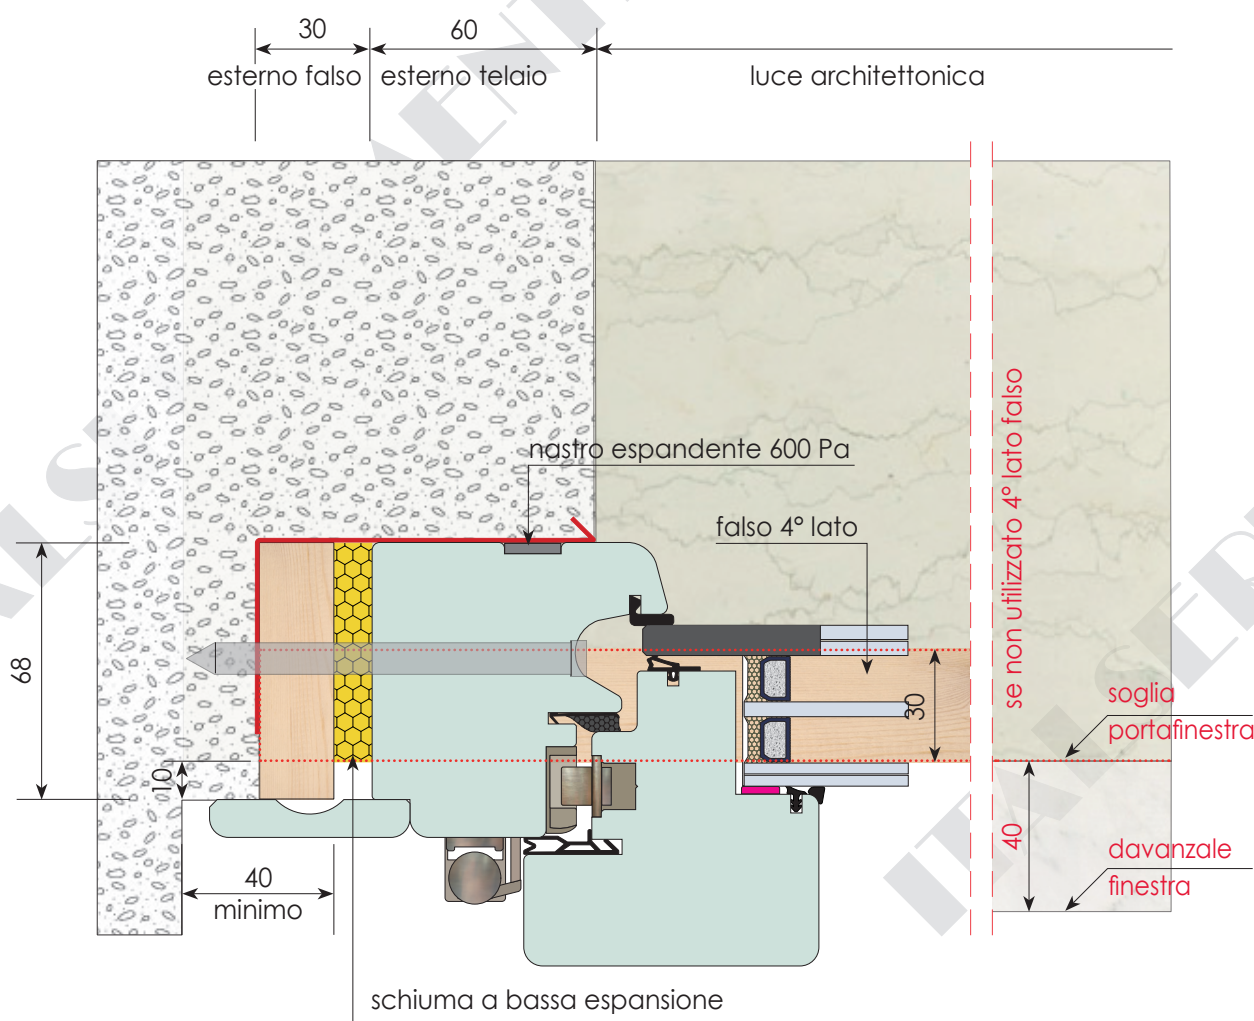 30
60
esterno falso
esterno telaio
luce architettonica
nastro espandente 600 Pa
falso 4° lato
se non utilizzato 4° lato falso
68
30
soglia
portafinestra
10
40
minimo
40
davanzale
finestra
schiuma a bassa espansione